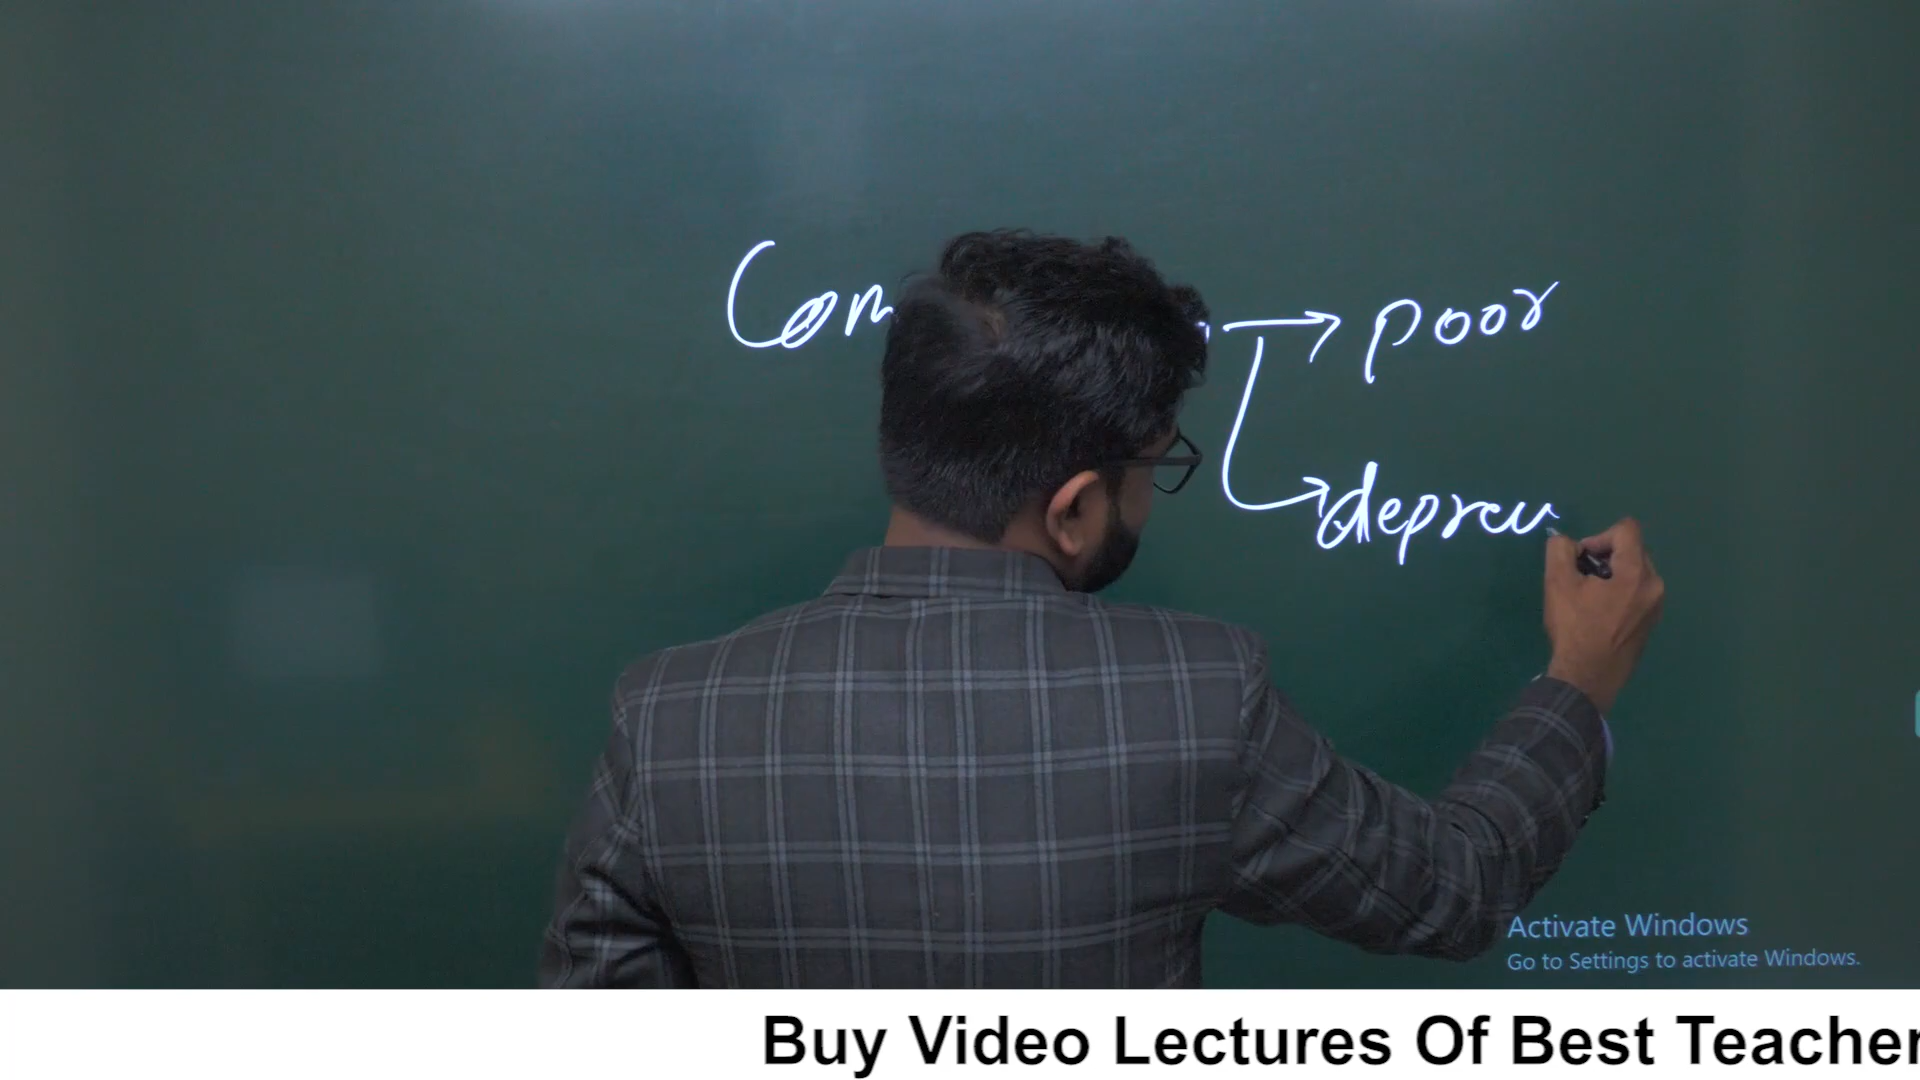 Com → poor
deprev
Activate Windows
Go to Settings to activate Windows.
Buy Video Lectures Of Best Teacher